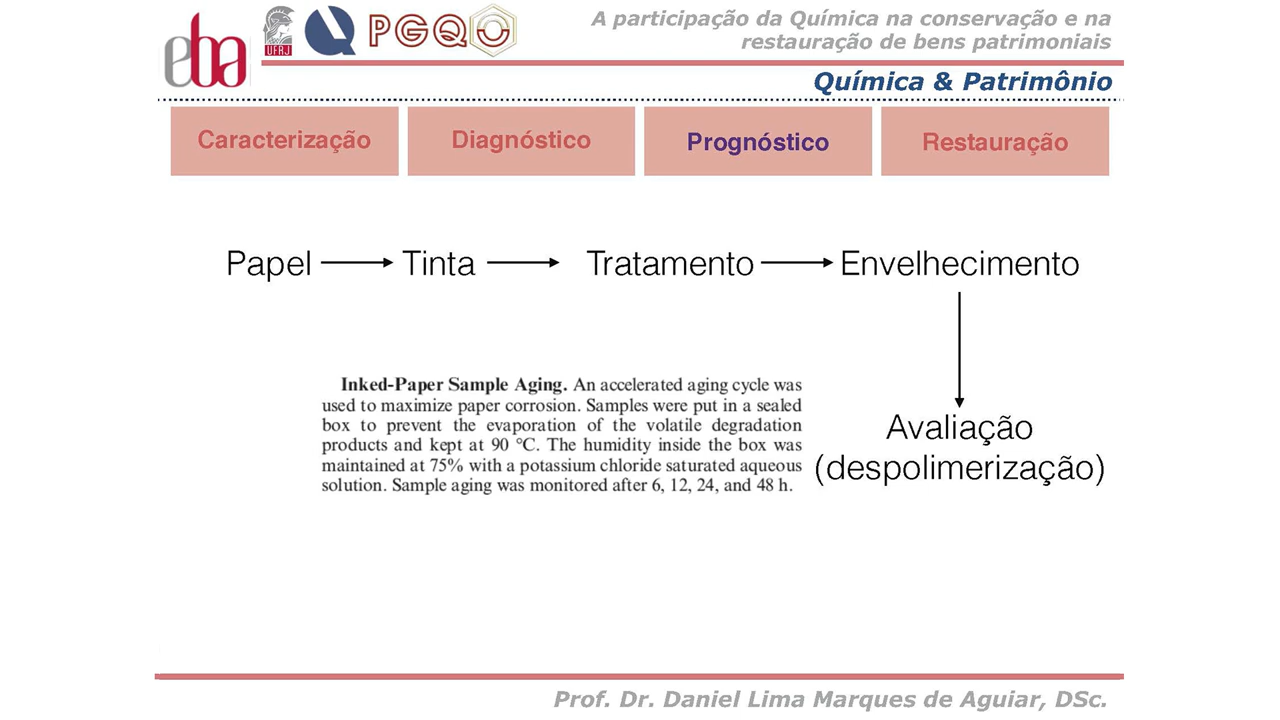 eba
UFRJ
PGQO
A participação da Química na conservação e na
restauração de bens patrimoniais
Química & Patrimônio
Caracterização
Diagnóstico
Prognóstico
Restauração
Papel
Tinta
Tratamento
Envelhecimento
Inked-Paper Sample Aging. An accelerated aging cycle was
used to maximize paper corrosion. Samples were put in a sealed
box to prevent the evaporation of the volatile degradation
products and kept at 90 °C. The humidity inside the box was
maintained at 75% with a potassium chloride saturated aqueous
solution. Sample aging was monitored after 6, 12, 24, and 48 h.
Avaliação
(despolimerização)
Prof. Dr. Daniel Lima Marques de Aguiar, DSc.